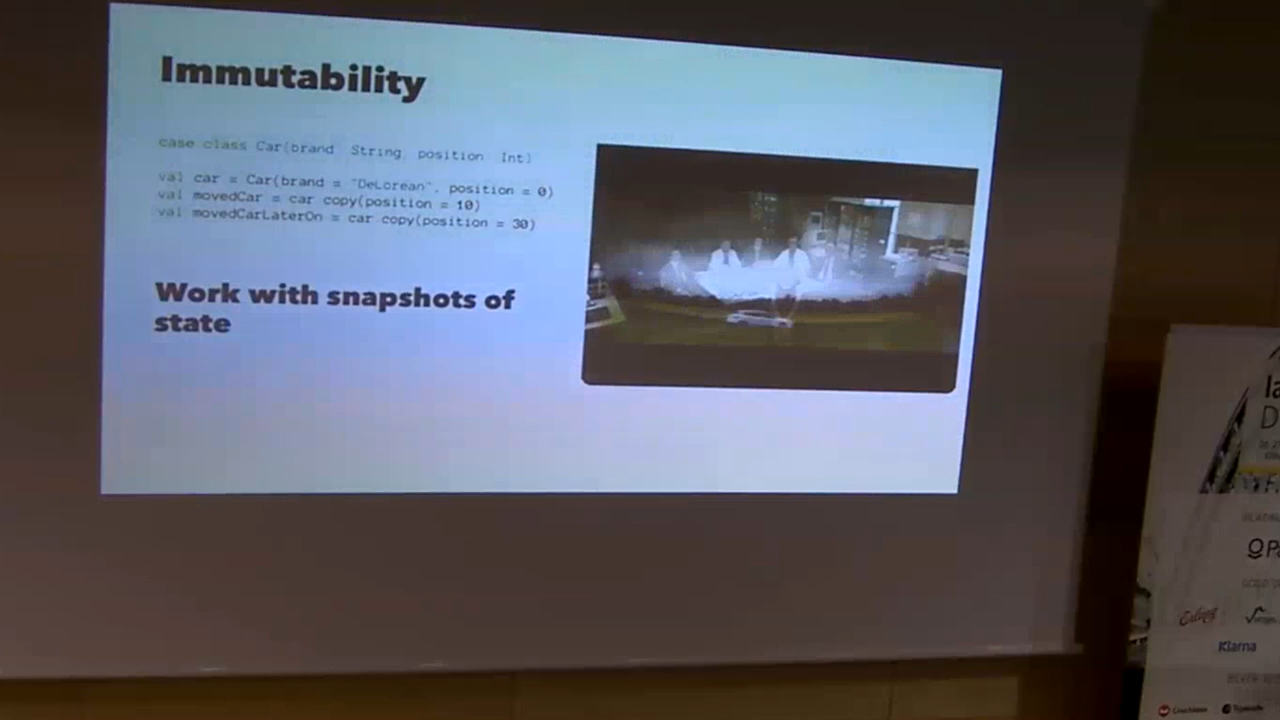 Immutability
case class Car(brand String position Int)
val car = Car(brand = "DeLorean", position = 0)
val movedCar = car copy(position = 10)
val movedCarLaterOn = car copy(position = 30)
Work with snapshots of
state
Klarna